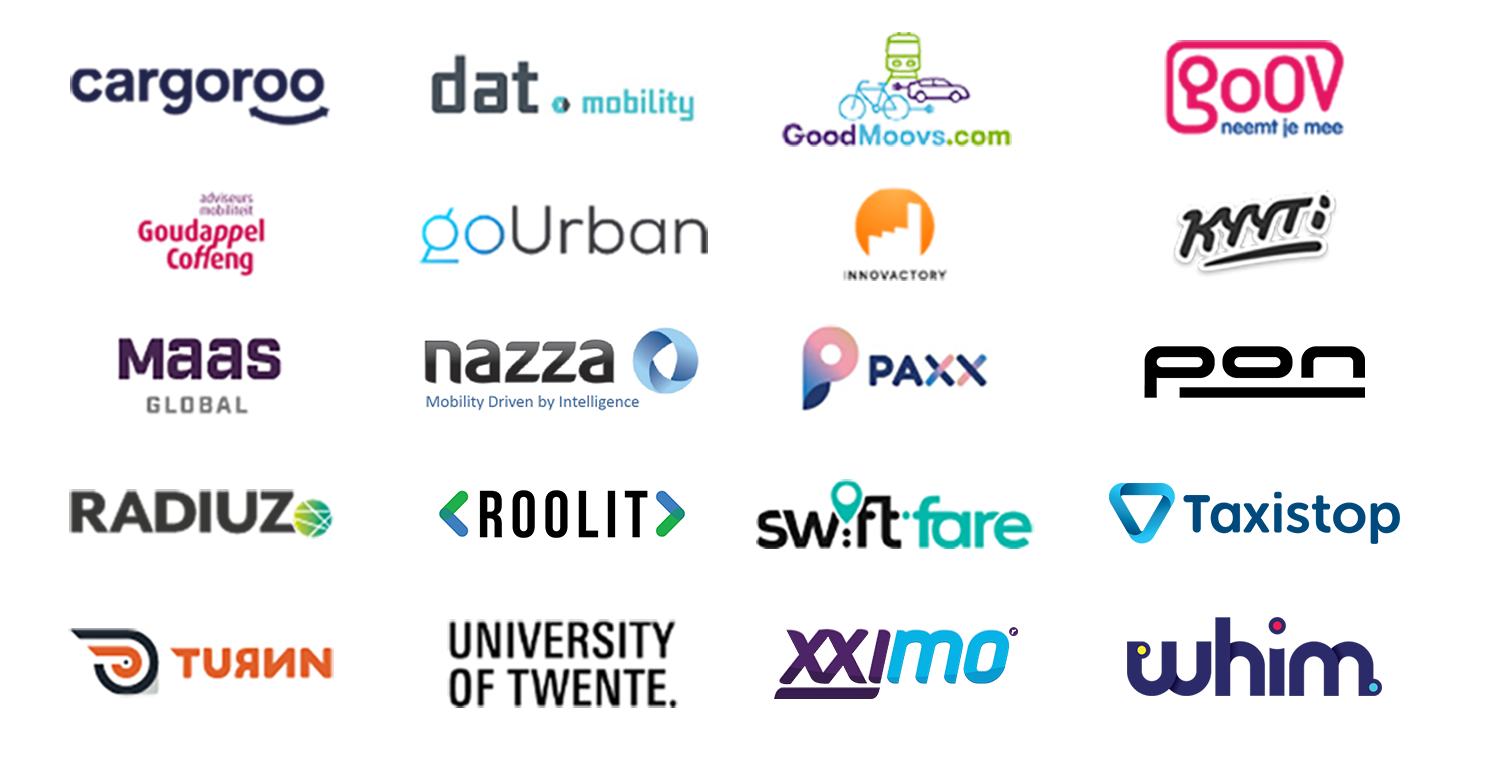 cargoroo
dat.mobility
GoodMoovs.com
goOV
neemt je mee
adviseurs
mobiliteit
Goudappel
Coffeng
goUrban
INNOVACTORY
KYYTi
MaaS
GLOBAL
nazza
Mobility Driven by Intelligence
PAXX
pon
RADIUZ
<ROOLIT>
swiftfare
Taxistop
TUЯИN
UNIVERSITY
OF TWENTE.
XXImo
whim